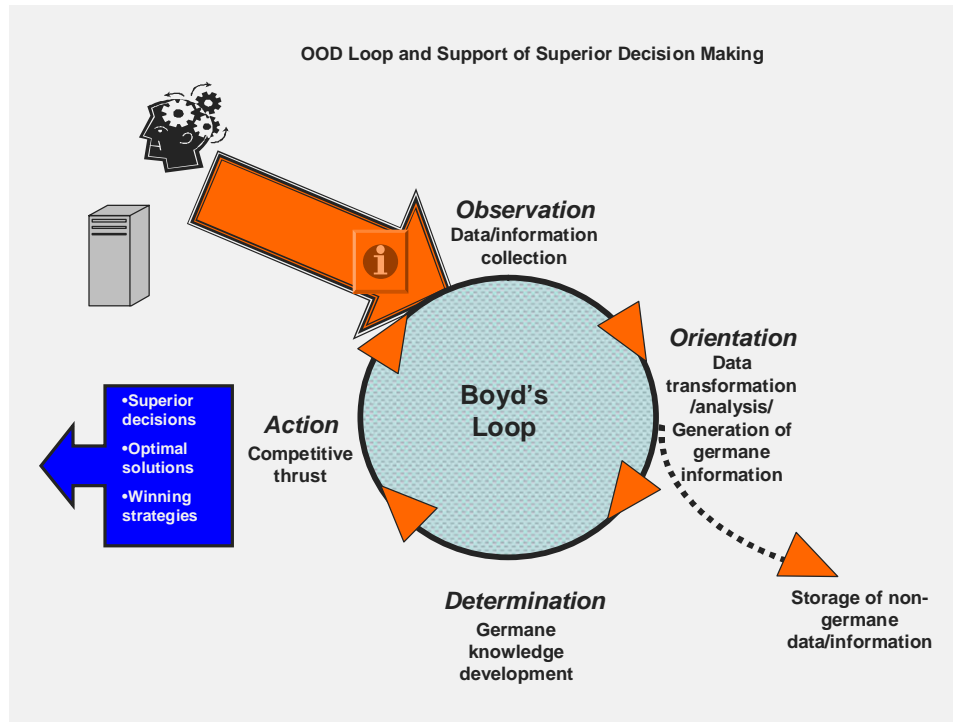 OOD Loop and Support of Superior Decision Making
Observation
Data/information
collection
Orientation
Data
transformation
/analysis/
Generation of
germane
information
Boyd's
Loop
Action
Competitive
thrust
•Superior
decisions
•Optimal
solutions
•Winning
strategies
Determination
Germane
knowledge
development
Storage of non-
germane
data/information
i